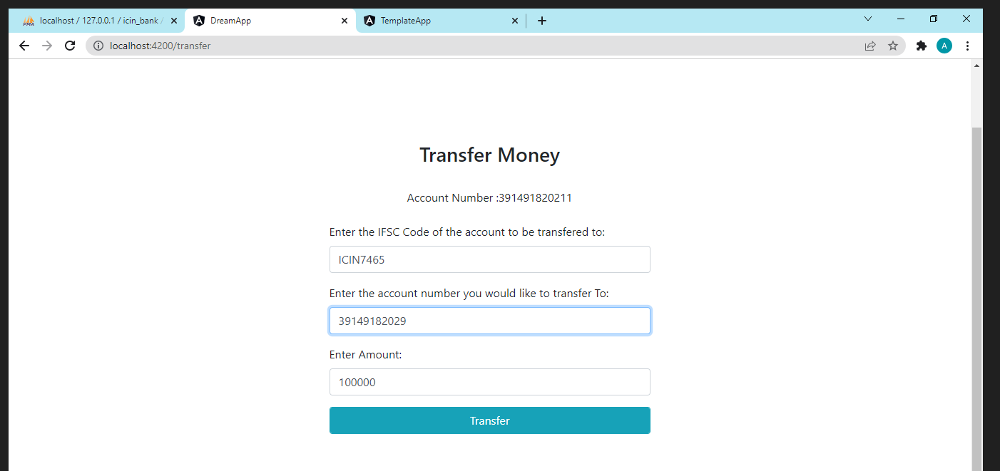 PMA localhost / 127.0.0.1 / icin_bank / DreamApp TemplateApp
localhost:4200/transfer A
Transfer Money
Account Number :391491820211
Enter the IFSC Code of the account to be transfered to:
ICIN7465
Enter the account number you would like to transfer To:
39149182029
Enter Amount:
100000
Transfer